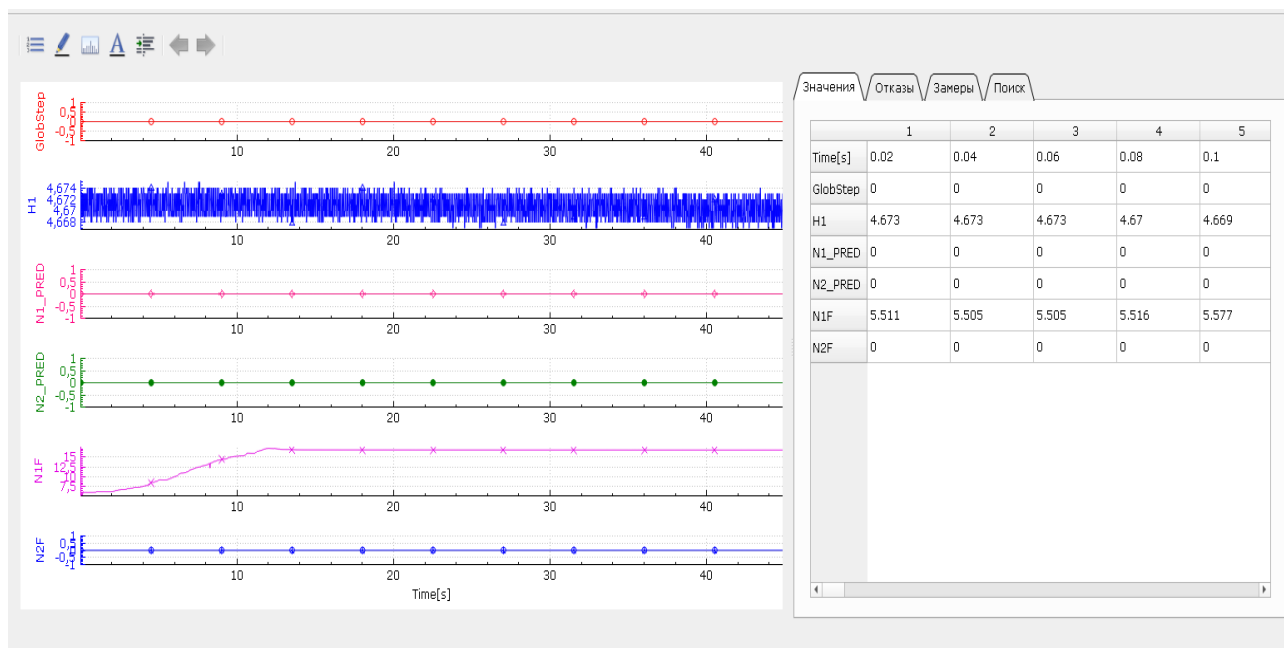 GlobStep
1
0,5
0
-0,5
-1
10 20 30 40
H1
4,674
4,672
4,67
4,668
10 20 30 40
N1_PRED
1
0,5
0
-0,5
-1
10 20 30 40
N2_PRED
1
0,5
0
-0,5
-1
10 20 30 40
N1F
15
12,5
10
7,5
10 20 30 40
N2F
1
0,5
0
-0,5
-1
10 20 30 40
Time[s]
Значения Отказы Замеры Поиск
1 2 3 4 5
Time[s] 0.02 0.04 0.06 0.08 0.1
GlobStep 0 0 0 0 0
H1 4.673 4.673 4.673 4.67 4.669
N1_PRED 0 0 0 0 0
N2_PRED 0 0 0 0 0
N1F 5.511 5.505 5.505 5.516 5.577
N2F 0 0 0 0 0